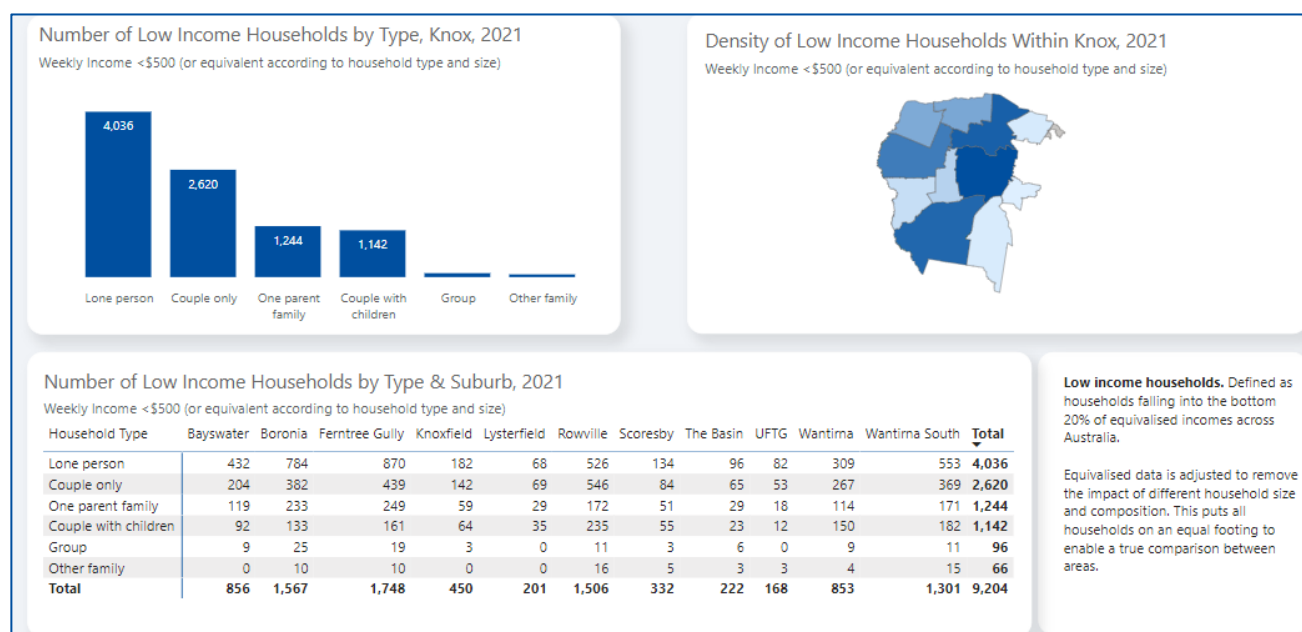 Number of Low Income Households by Type, Knox, 2021
Weekly Income <$500 (or equivalent according to household type and size)
4,036
2,620
1,244
1,142
Lone person Couple only One parent family Couple with children Group Other family
Density of Low Income Households Within Knox, 2021
Weekly Income <$500 (or equivalent according to household type and size)
Number of Low Income Households by Type & Suburb, 2021
Weekly Income <$500 (or equivalent according to household type and size)
Household Type Bayswater Boronia Ferntree Gully Knoxfield Lysterfield Rowville Scoresby The Basin UFTG Wantirna Wantirna South Total
Lone person 432 784 870 182 68 526 134 96 82 309 553 4,036
Couple only 204 382 439 142 69 546 84 65 53 267 369 2,620
One parent family 119 233 249 59 29 172 51 29 18 114 171 1,244
Couple with children 92 133 161 64 35 235 55 23 12 150 182 1,142
Group 9 25 19 3 0 11 3 6 0 9 11 96
Other family 0 10 10 0 0 16 5 3 3 4 15 66
Total 856 1,567 1,748 450 201 1,506 332 222 168 853 1,301 9,204
Low income households. Defined as
households falling into the bottom
20% of equivalised incomes across
Australia.
Equivalised data is adjusted to remove
the impact of different household size
and composition. This puts all
households on an equal footing to
enable a true comparison between
areas.